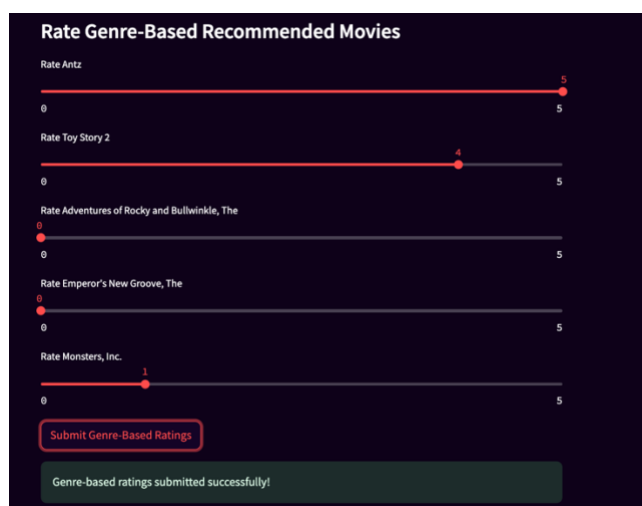 Rate Genre-Based Recommended Movies
Rate Antz
5
0 5
Rate Toy Story 2
4
0 5
Rate Adventures of Rocky and Bullwinkle, The
0
0 5
Rate Emperor's New Groove, The
0
0 5
Rate Monsters, Inc.
1
0 5
Submit Genre-Based Ratings
Genre-based ratings submitted successfully!